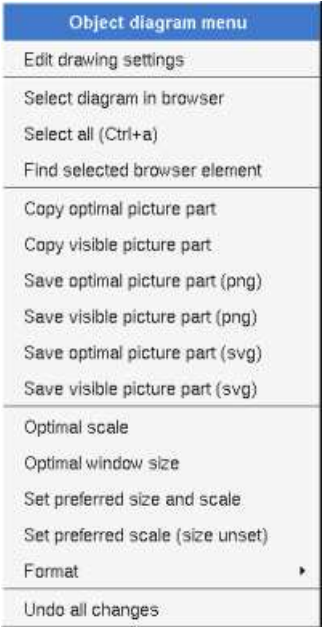 Object diagram menu
Edit drawing settings
Select diagram in browser
Select all (Ctrl+a)
Find selected browser element
Copy optimal picture part
Copy visible picture part
Save optimal picture part (png)
Save visible picture part (png)
Save optimal picture part (svg)
Save visible picture part (svg)
Optimal scale
Optimal window size
Set preferred size and scale
Set preferred scale (size unset)
Format
Undo all changes